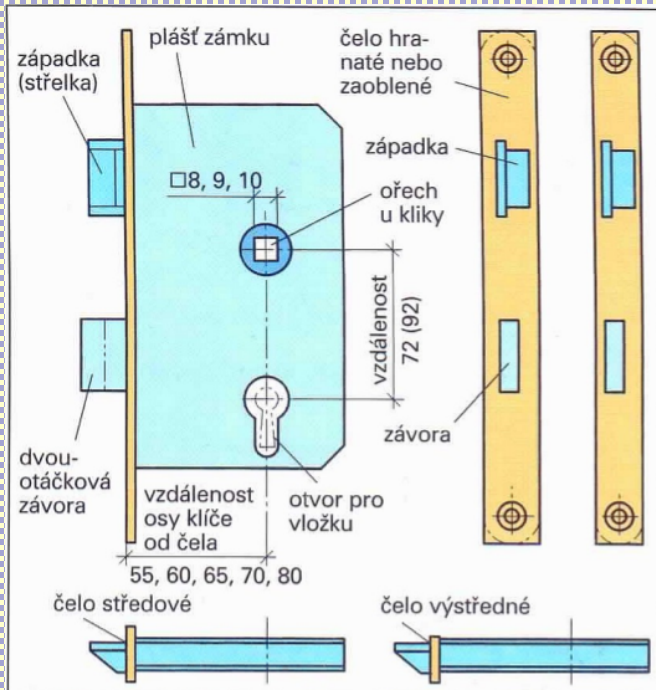 západka
(střelka)
plášť zámku
čelo hra-
naté nebo
zaoblené
západka
□8, 9, 10
ořech
u kliky
vzdálenost
72 (92)
závora
dvou-
otáčková
závora
vzdálenost
osy klíče
od čela
otvor pro
vložku
55, 60, 65, 70, 80
čelo středové
čelo výstředné